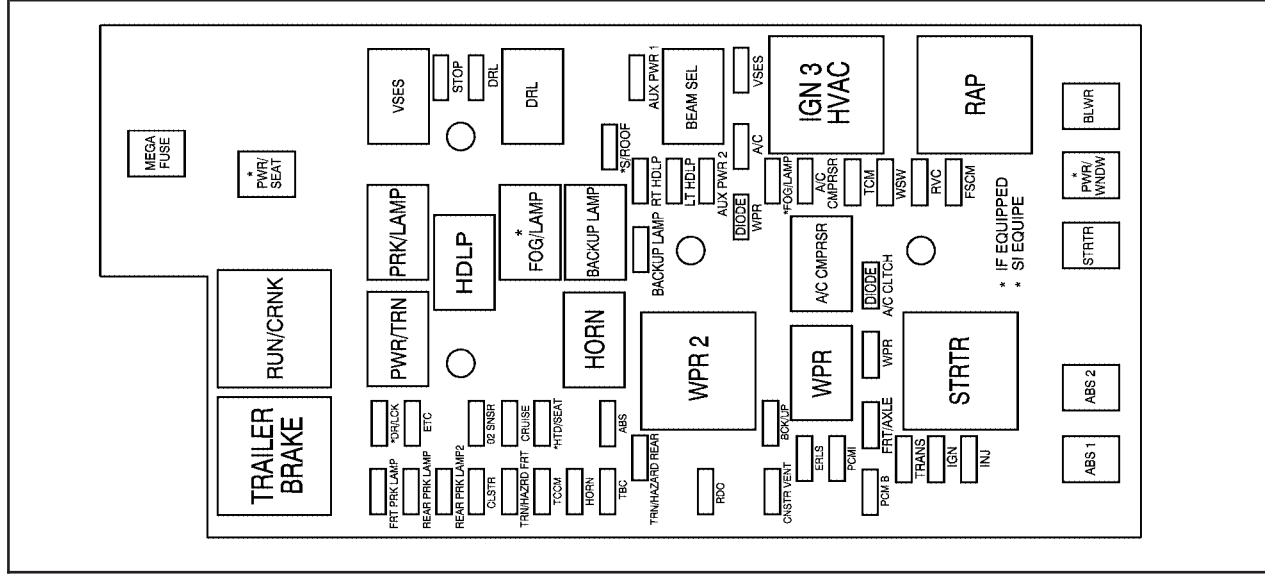 MEGA
FUSE
*
PWR/
SEAT
RUN/CRNK
TRAILER
BRAKE
VSES
STOP
DRL
DRL
PRK/LAMP
HDLP
*
FOG/LAMP
BACKUP LAMP
PWR/TRN
HORN
*DR/LCK
ETC
02 SNSR
CRUISE
*HTD/SEAT
ABS
FRT PRK LAMP
REAR PRK LAMP
REAR PRK LAMP2
CLSTR
TRN/HAZRD FRT
TCCM
HORN
TBC
TRN/HAZARD REAR
AUX PWR 1
BEAM SEL
VSES
*S/ROOF
RT HDLP
LT HDLP
AUX PWR 2
A/C
DIODE
WPR
BACKUP LAMP
IGN 3
HVAC
RAP
*FOG/LAMP
A/C
CMPRSR
TCM
WSW
RVC
FSCM
A/C CMPRSR
DIODE
A/C CLTCH
* IF EQUIPPED
* SI EQUIPE
WPR 2
WPR
WPR
STRTR
BCK/UP
FRT/AXLE
RDC
CNSTR VENT
ERLS
PCMI
PCM B
TRANS
IGN
INJ
BLWR
*
PWR/
WNDW
STRTR
ABS 2
ABS 1